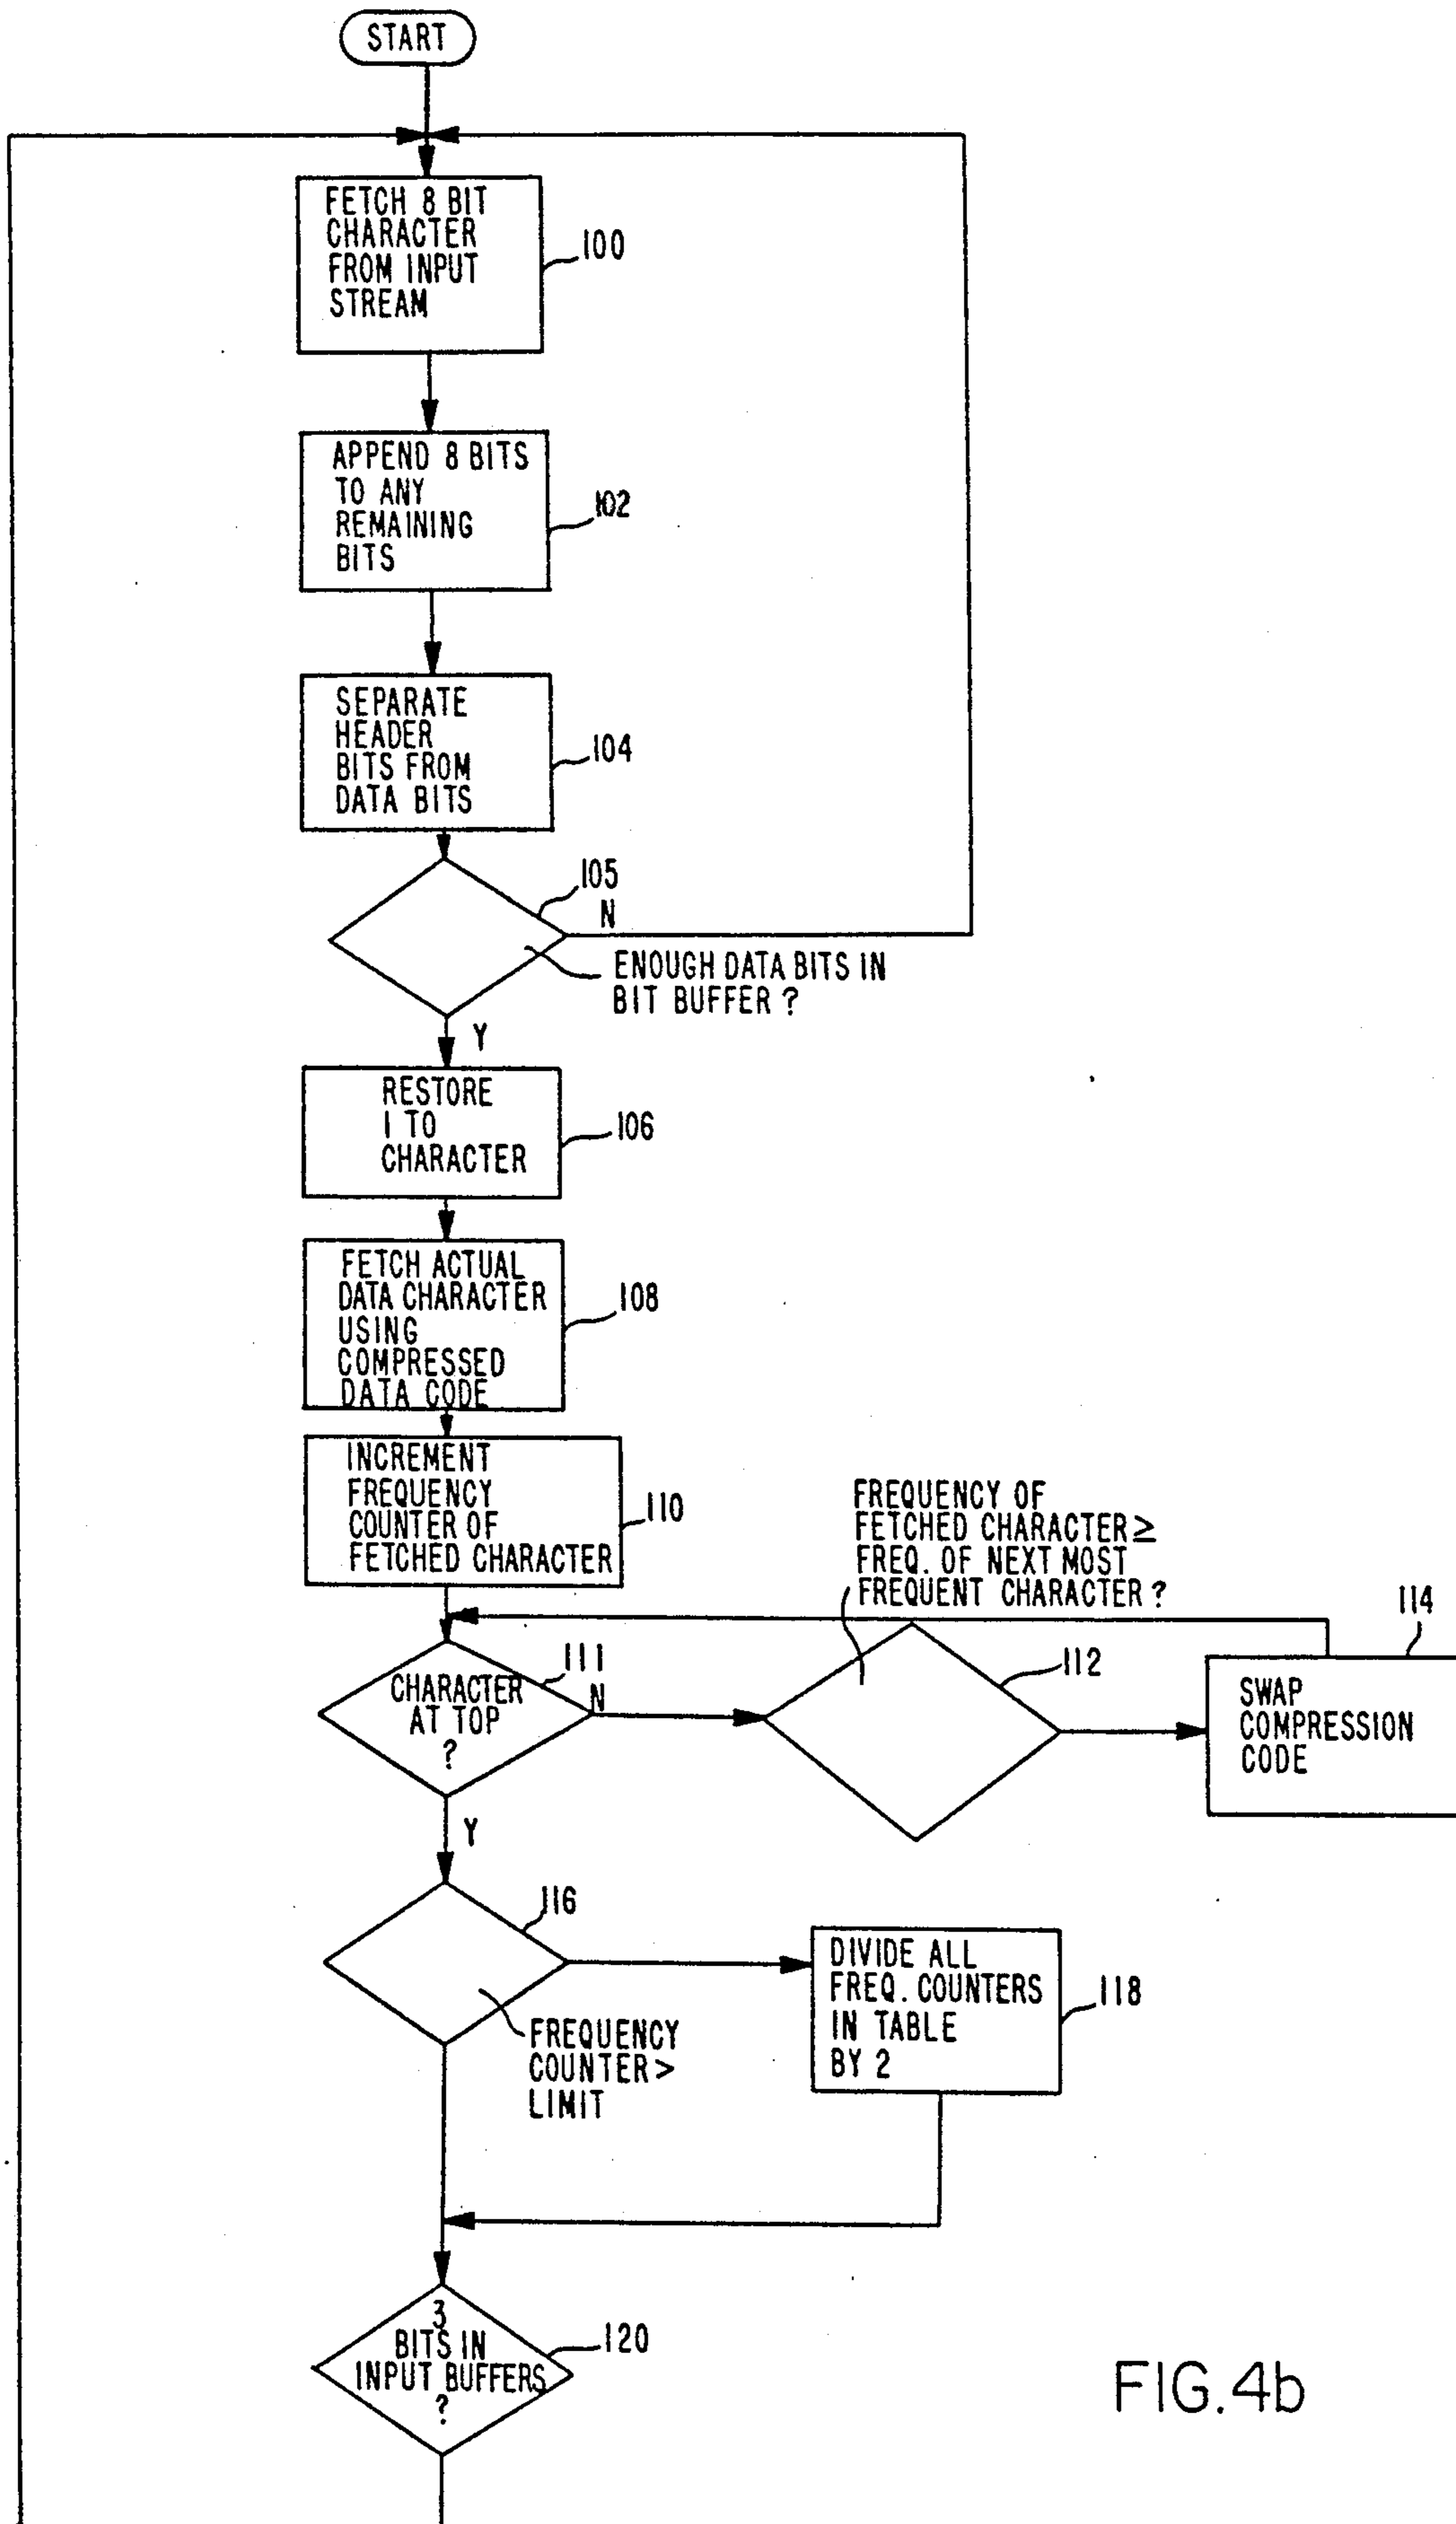 START
FETCH 8 BIT
CHARACTER
FROM INPUT
STREAM
100
APPEND 8 BITS
TO ANY
REMAINING
BITS
102
SEPARATE
HEADER
BITS FROM
DATA BITS
104
105
N
ENOUGH DATA BITS IN
BIT BUFFER ?
Y
RESTORE
1 TO
CHARACTER
106
FETCH ACTUAL
DATA CHARACTER
USING
COMPRESSED
DATA CODE
108
INCREMENT
FREQUENCY
COUNTER OF
FETCHED CHARACTER
110
FREQUENCY OF
FETCHED CHARACTER ≥
FREQ. OF NEXT MOST
FREQUENT CHARACTER ?
111
CHARACTER
AT TOP
?
N
112
114
SWAP
COMPRESSION
CODE
Y
116
FREQUENCY
COUNTER >
LIMIT
DIVIDE ALL
FREQ. COUNTERS
IN TABLE
BY 2
118
3
BITS IN
INPUT BUFFERS
?
120
FIG. 4b